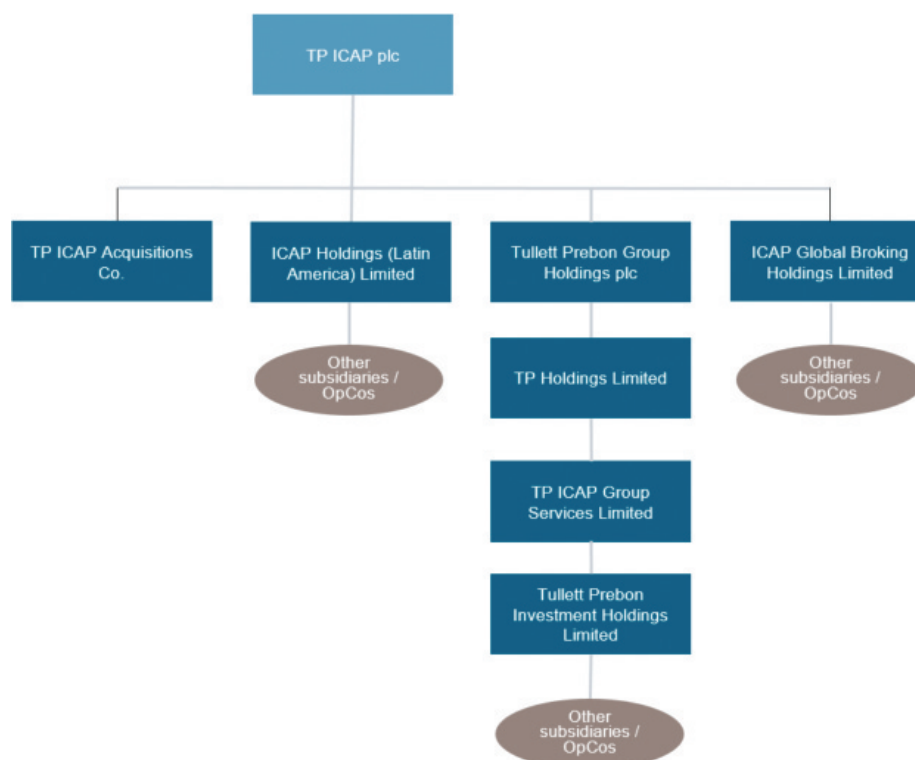 TP ICAP plc
TP ICAP Acquisitions
Co.
ICAP Holdings (Latin
America) Limited
Tullett Prebon Group
Holdings plc
ICAP Global Broking
Holdings Limited
Other
subsidiaries /
OpCos
TP Holdings Limited
Other
subsidiaries /
OpCos
TP ICAP Group
Services Limited
Tullett Prebon
Investment Holdings
Limited
Other
subsidiaries /
OpCos